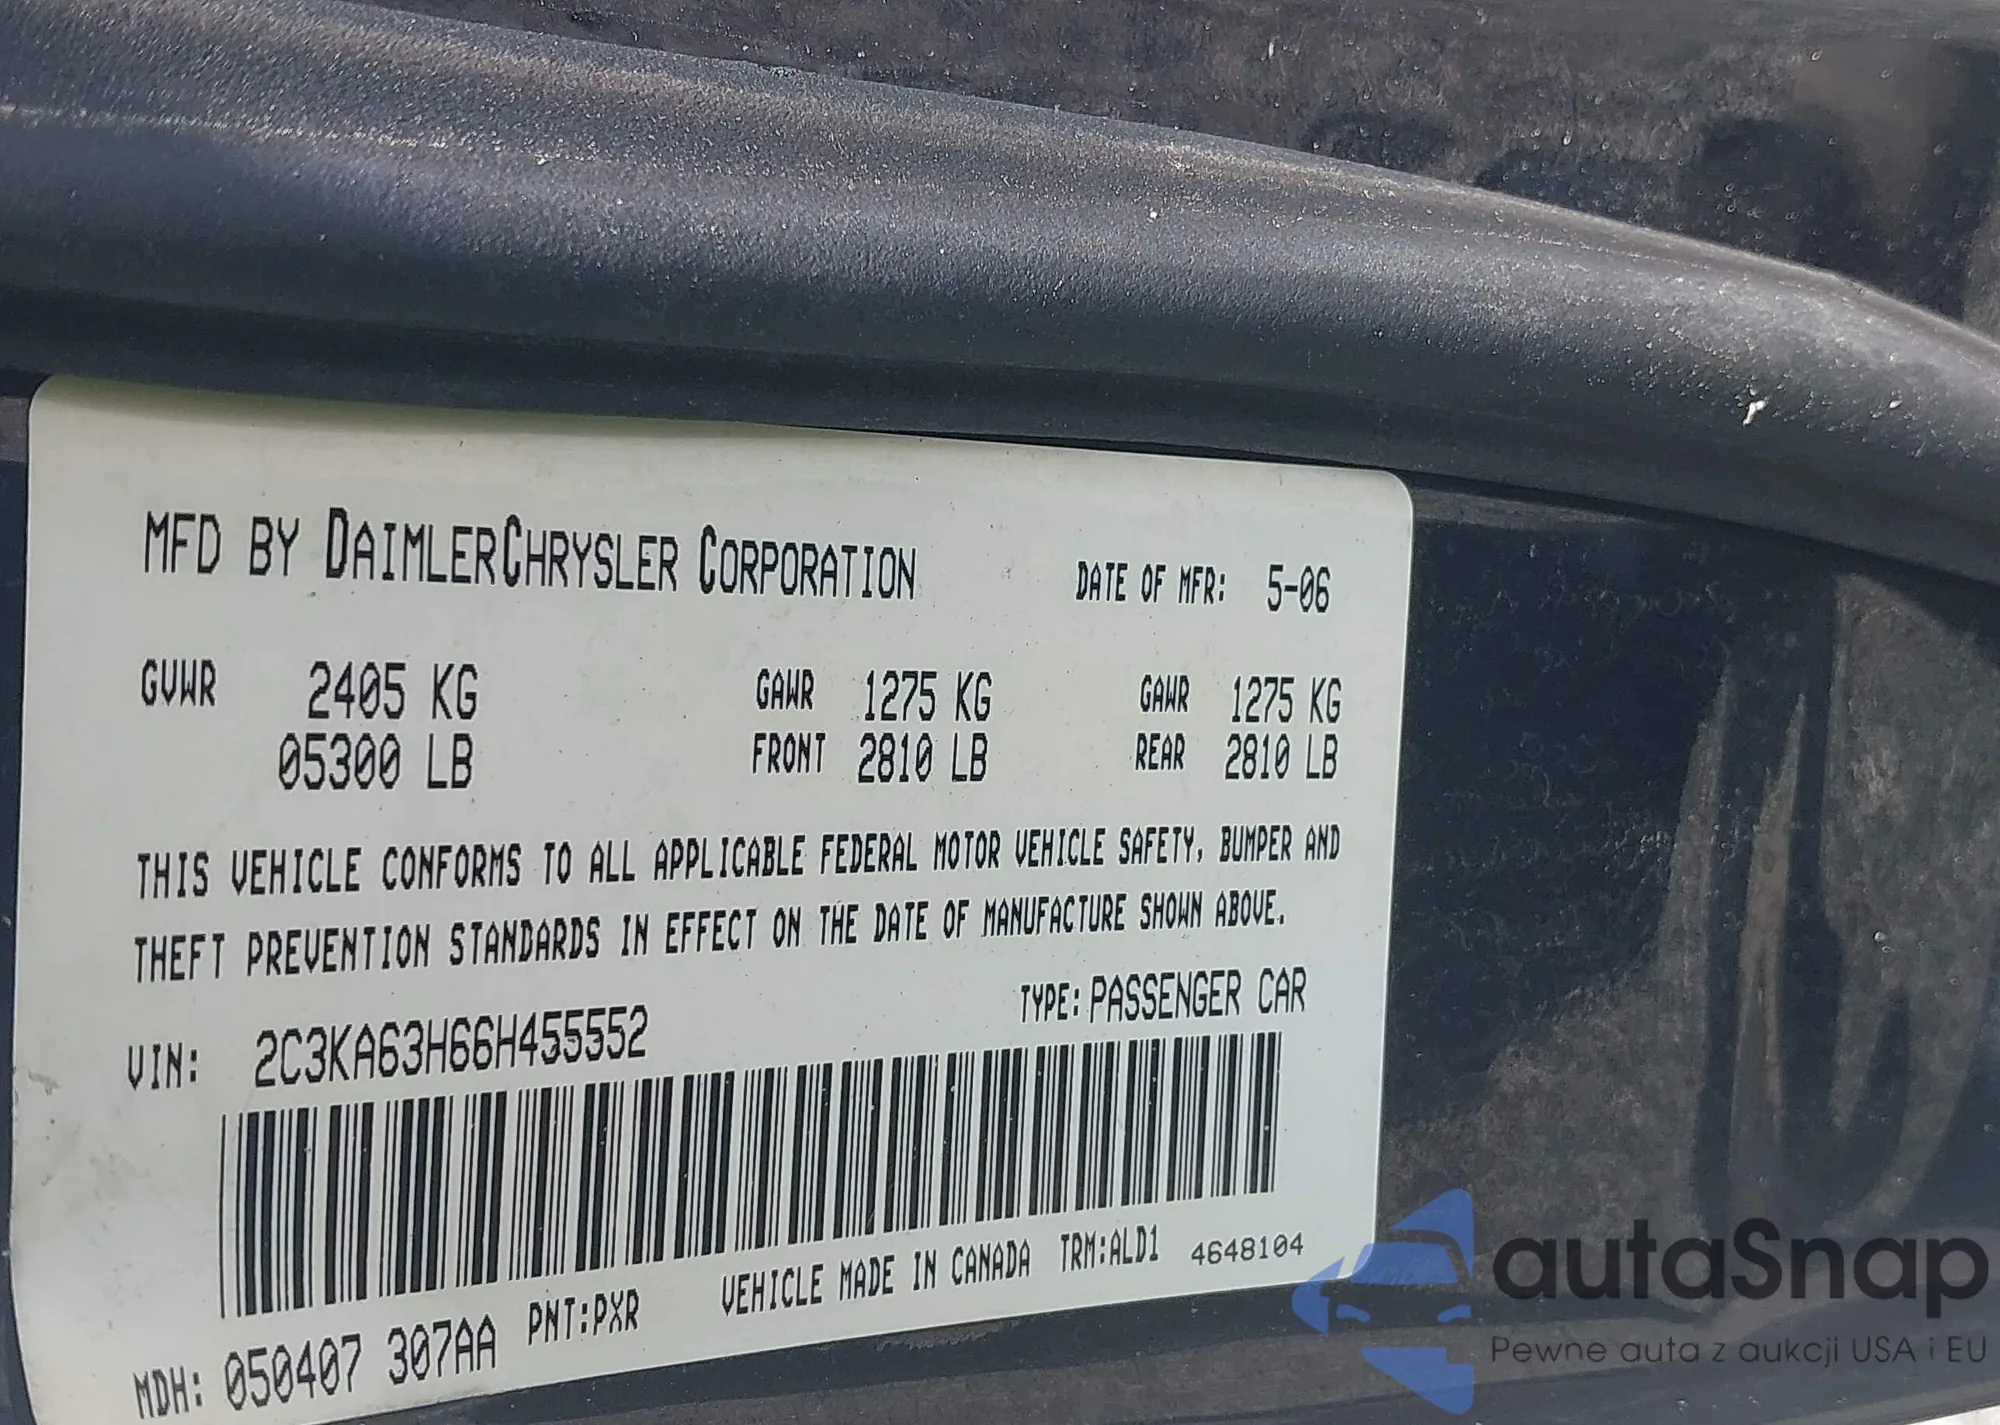 MFD BY DAIMLERCHRYSLER CORPORATION DATE OF MFR: 5-06
GVWR 2405 KG GAWR 1275 KG GAWR 1275 KG
05300 LB FRONT 2810 LB REAR 2810 LB
THIS VEHICLE CONFORMS TO ALL APPLICABLE FEDERAL MOTOR VEHICLE SAFETY, BUMPER AND
THEFT PREVENTION STANDARDS IN EFFECT ON THE DATE OF MANUFACTURE SHOWN ABOVE.
VIN: 2C3KA63H66H455552 TYPE: PASSENGER CAR
MDH: 050407 307AA PNT:PXR VEHICLE MADE IN CANADA TRM:ALD1 4648104
autaSnap
Pewne auta z aukcji USA i EU